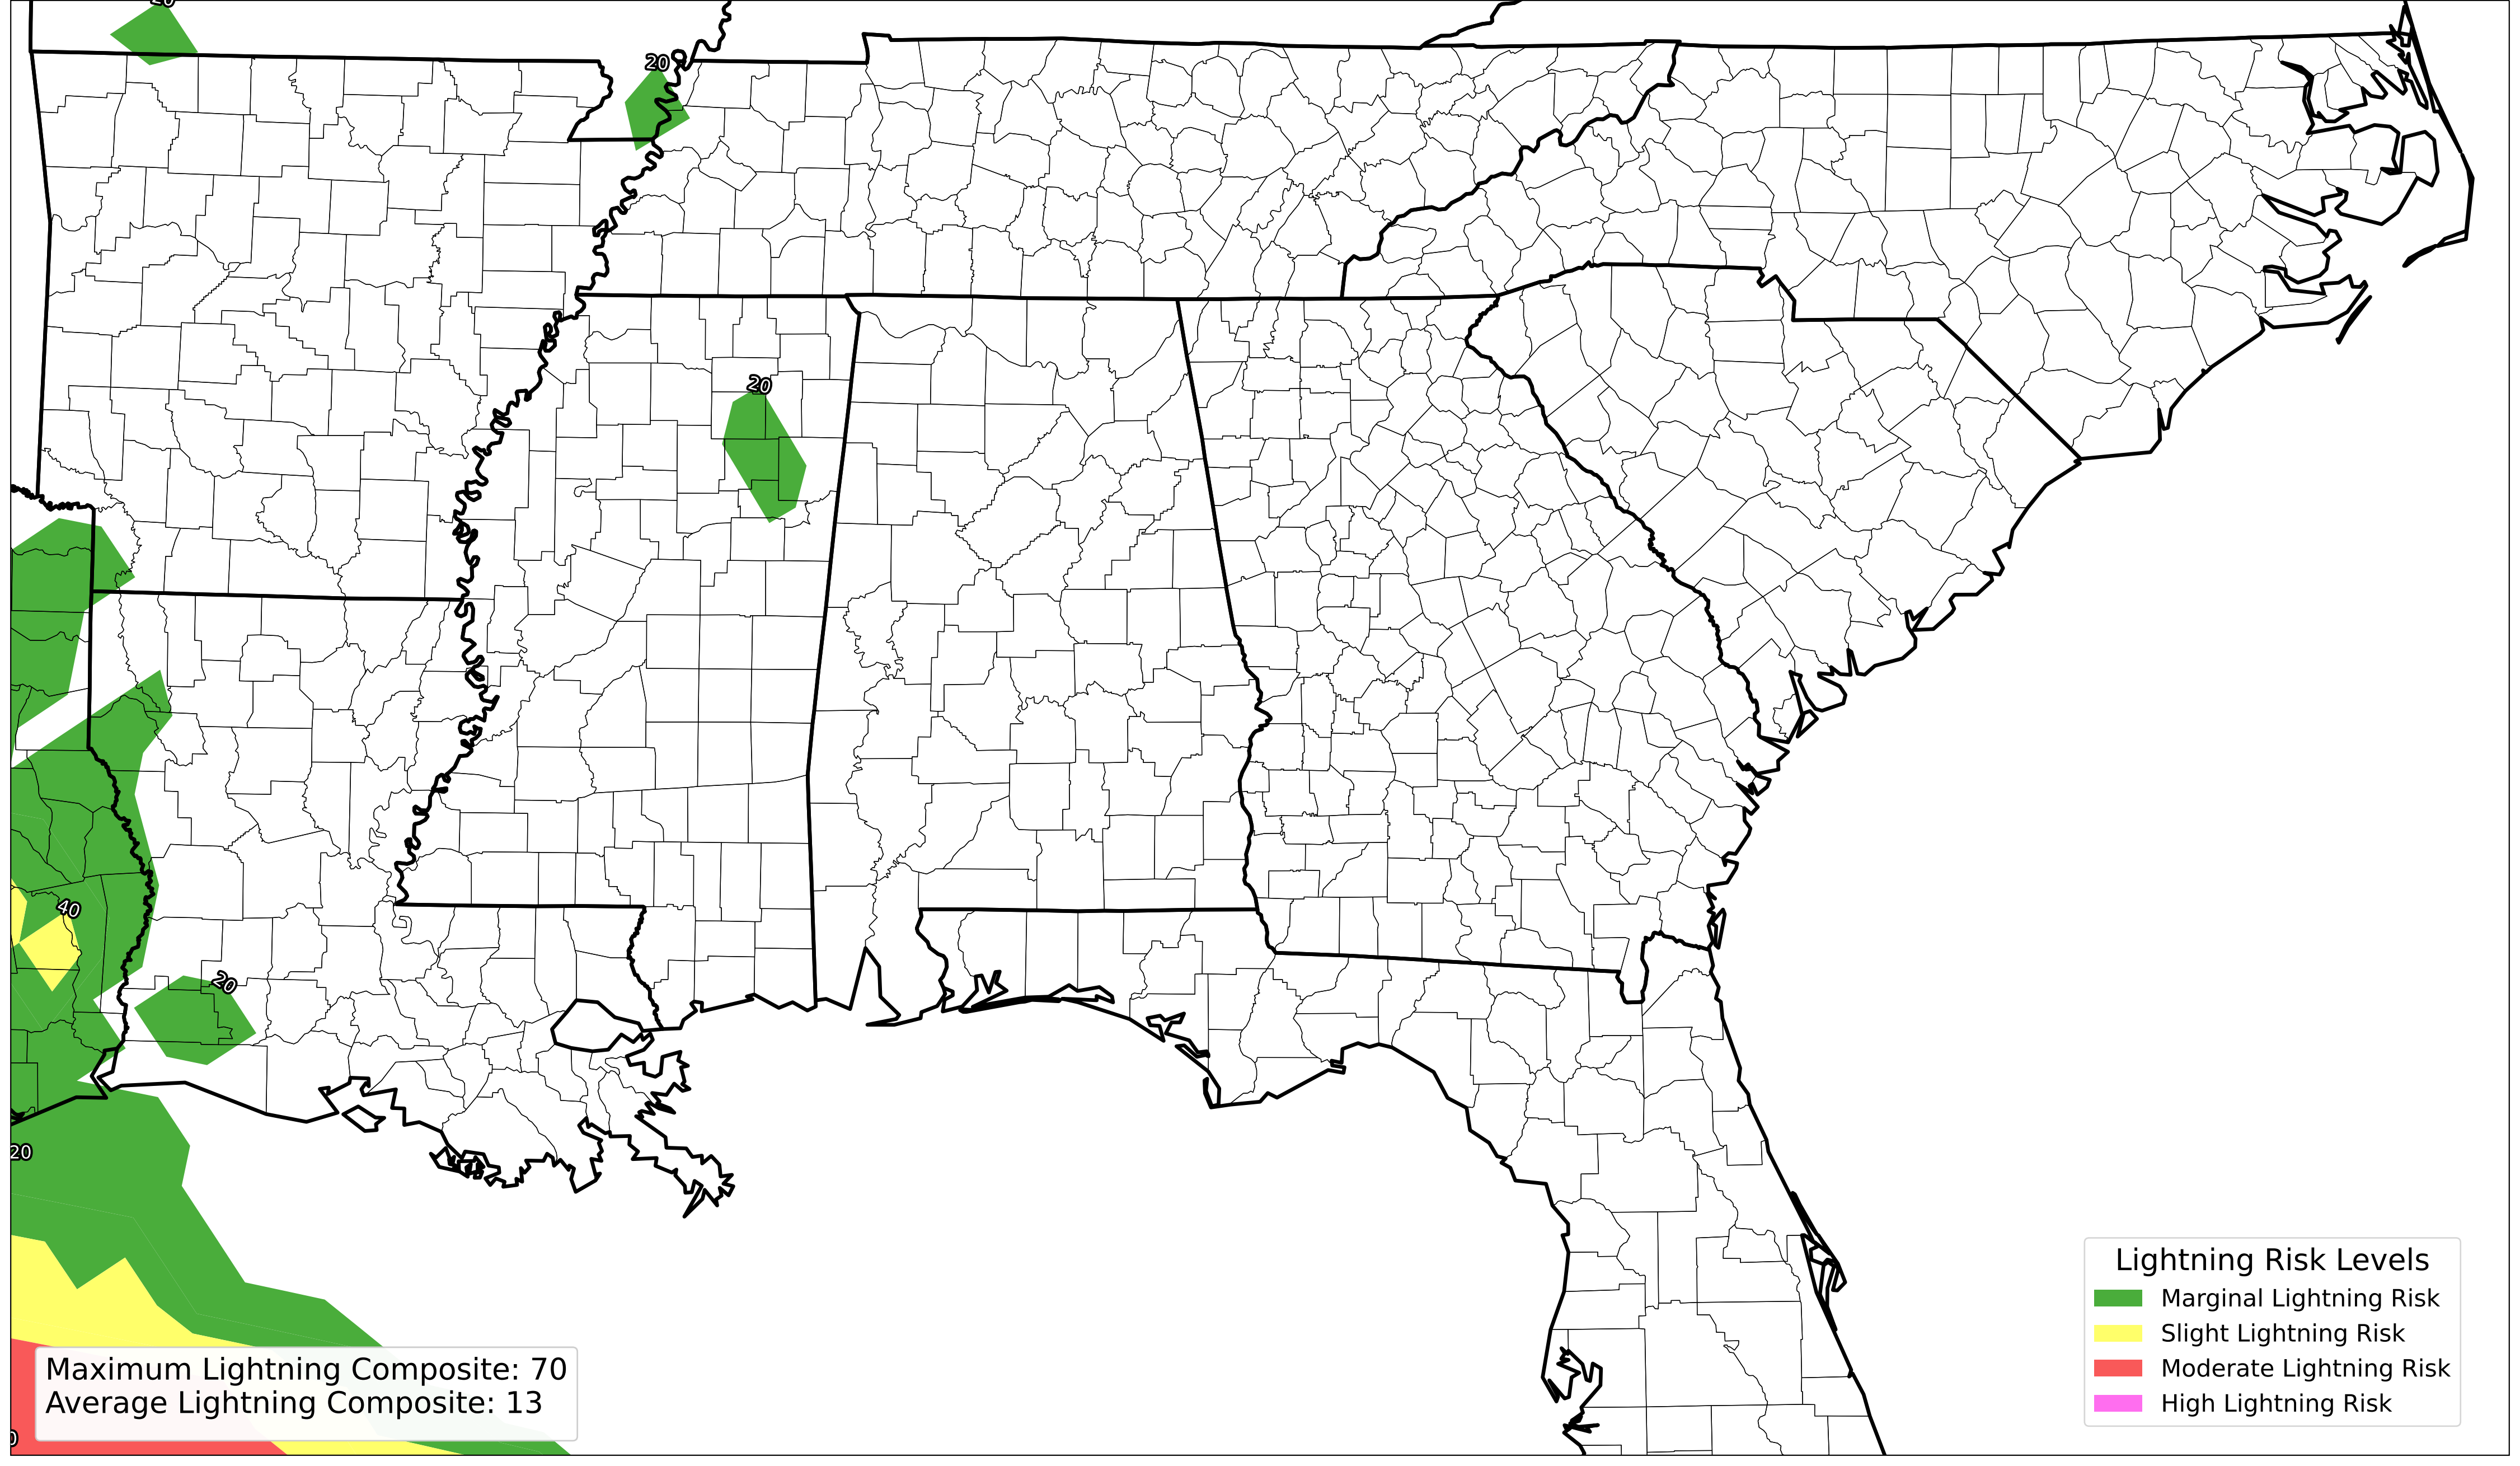 20
20
20
40
20
20
Maximum Lightning Composite: 70
Average Lightning Composite: 13
Lightning Risk Levels
Marginal Lightning Risk
Slight Lightning Risk
Moderate Lightning Risk
High Lightning Risk